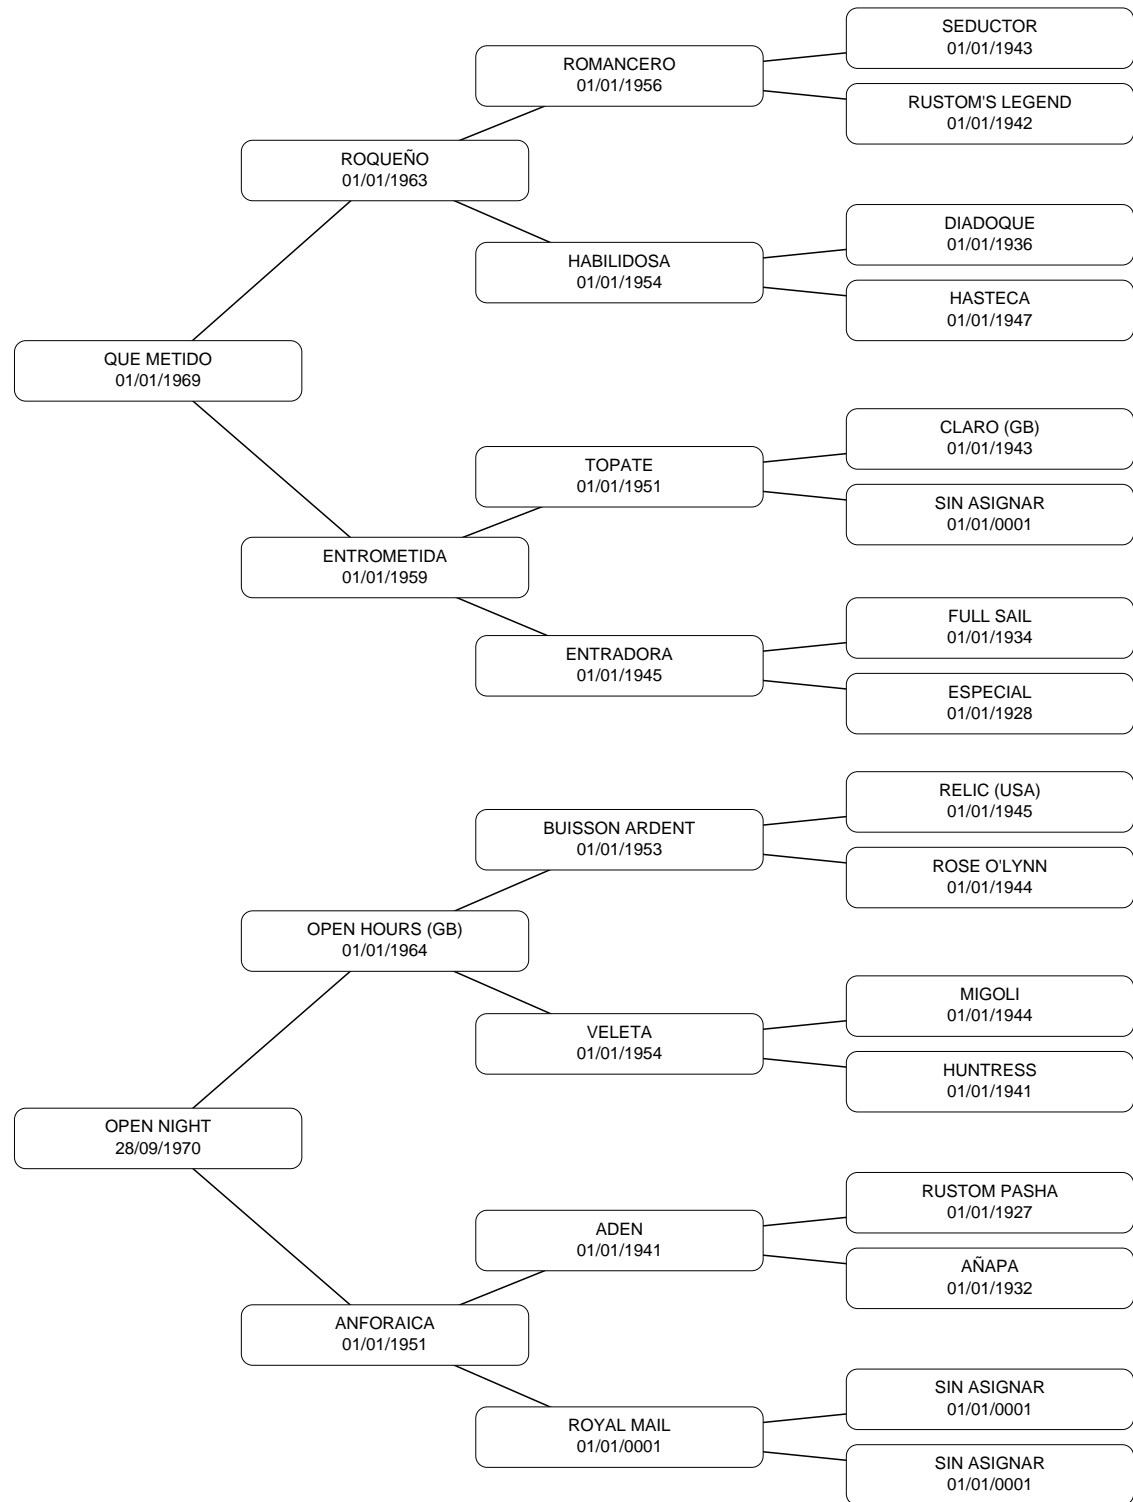 SEDUCTOR
01/01/1943
ROMANCERO
01/01/1956
RUSTOM'S LEGEND
01/01/1942
ROQUEÑO
01/01/1963
DIADOQUE
01/01/1936
HABILIDOSA
01/01/1954
HASTECA
01/01/1947
QUE METIDO
01/01/1969
CLARO (GB)
01/01/1943
TOPATE
01/01/1951
SIN ASIGNAR
01/01/0001
ENTROMETIDA
01/01/1959
FULL SAIL
01/01/1934
ENTRADORA
01/01/1945
ESPECIAL
01/01/1928
RELIC (USA)
01/01/1945
BUISSON ARDENT
01/01/1953
ROSE O'LYNN
01/01/1944
OPEN HOURS (GB)
01/01/1964
MIGOLI
01/01/1944
VELETA
01/01/1954
HUNTRESS
01/01/1941
OPEN NIGHT
28/09/1970
RUSTOM PASHA
01/01/1927
ADEN
01/01/1941
AÑAPA
01/01/1932
ANFORAICA
01/01/1951
SIN ASIGNAR
01/01/0001
ROYAL MAIL
01/01/0001
SIN ASIGNAR
01/01/0001